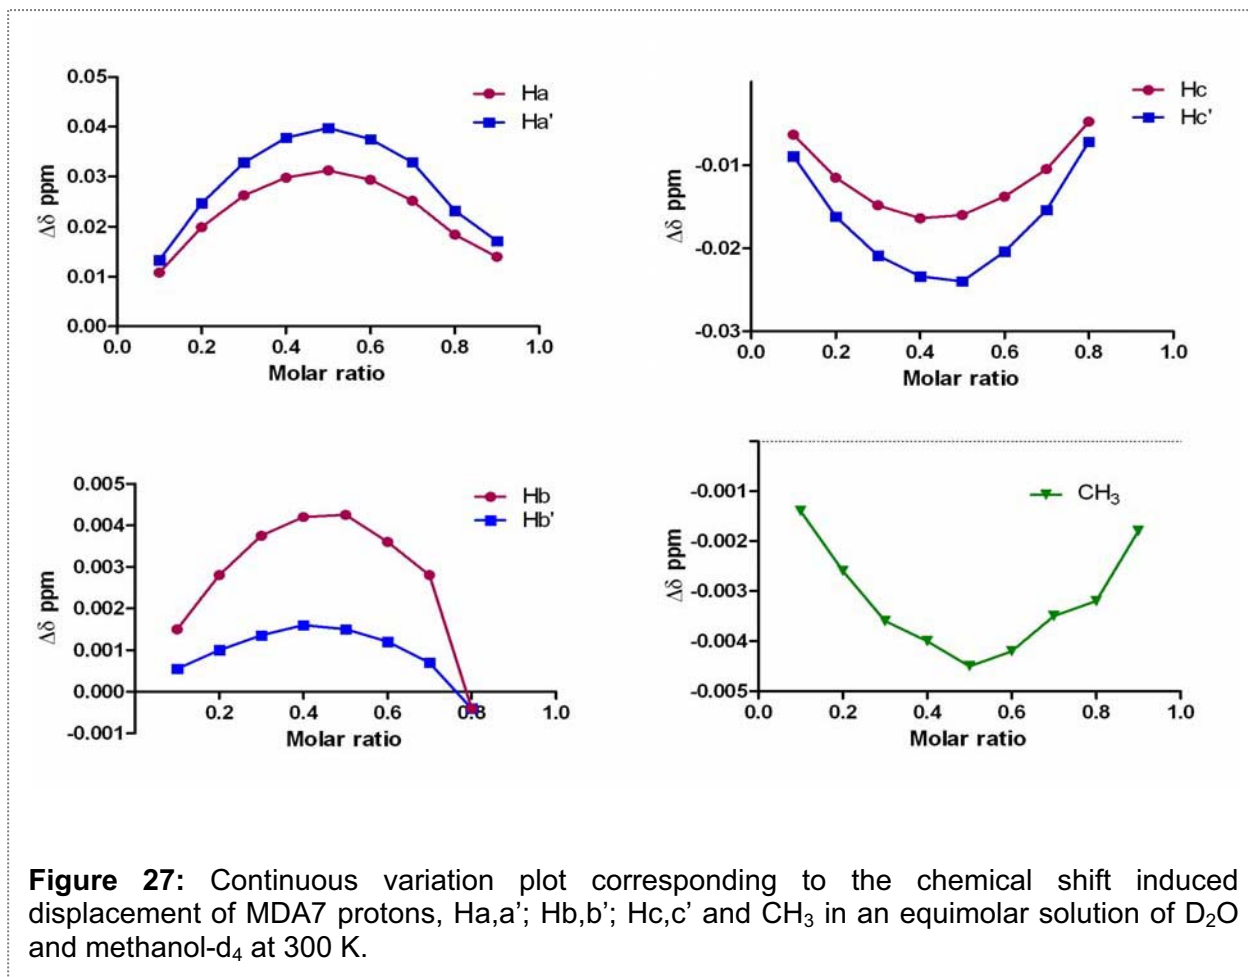 0.05
0.04
0.03
0.02
0.01
0.00
Δδ ppm
0.0 0.2 0.4 0.6 0.8 1.0
Molar ratio
Ha
Ha'
-0.01
-0.02
-0.03
Δδ ppm
0.0 0.2 0.4 0.6 0.8 1.0
Molar ratio
Hc
Hc'
0.005
0.004
0.003
0.002
0.001
0.000
-0.001
Δδ ppm
0.2 0.4 0.6 0.8 1.0
Molar ratio
Hb
Hb'
-0.001
-0.002
-0.003
-0.004
-0.005
Δδ ppm
0.0 0.2 0.4 0.6 0.8 1.0
Molar ratio
CH₃
Figure 27: Continuous variation plot corresponding to the chemical shift induced
displacement of MDA7 protons, Ha,a’; Hb,b’; Hc,c’ and CH₃ in an equimolar solution of D₂O
and methanol-d₄ at 300 K.